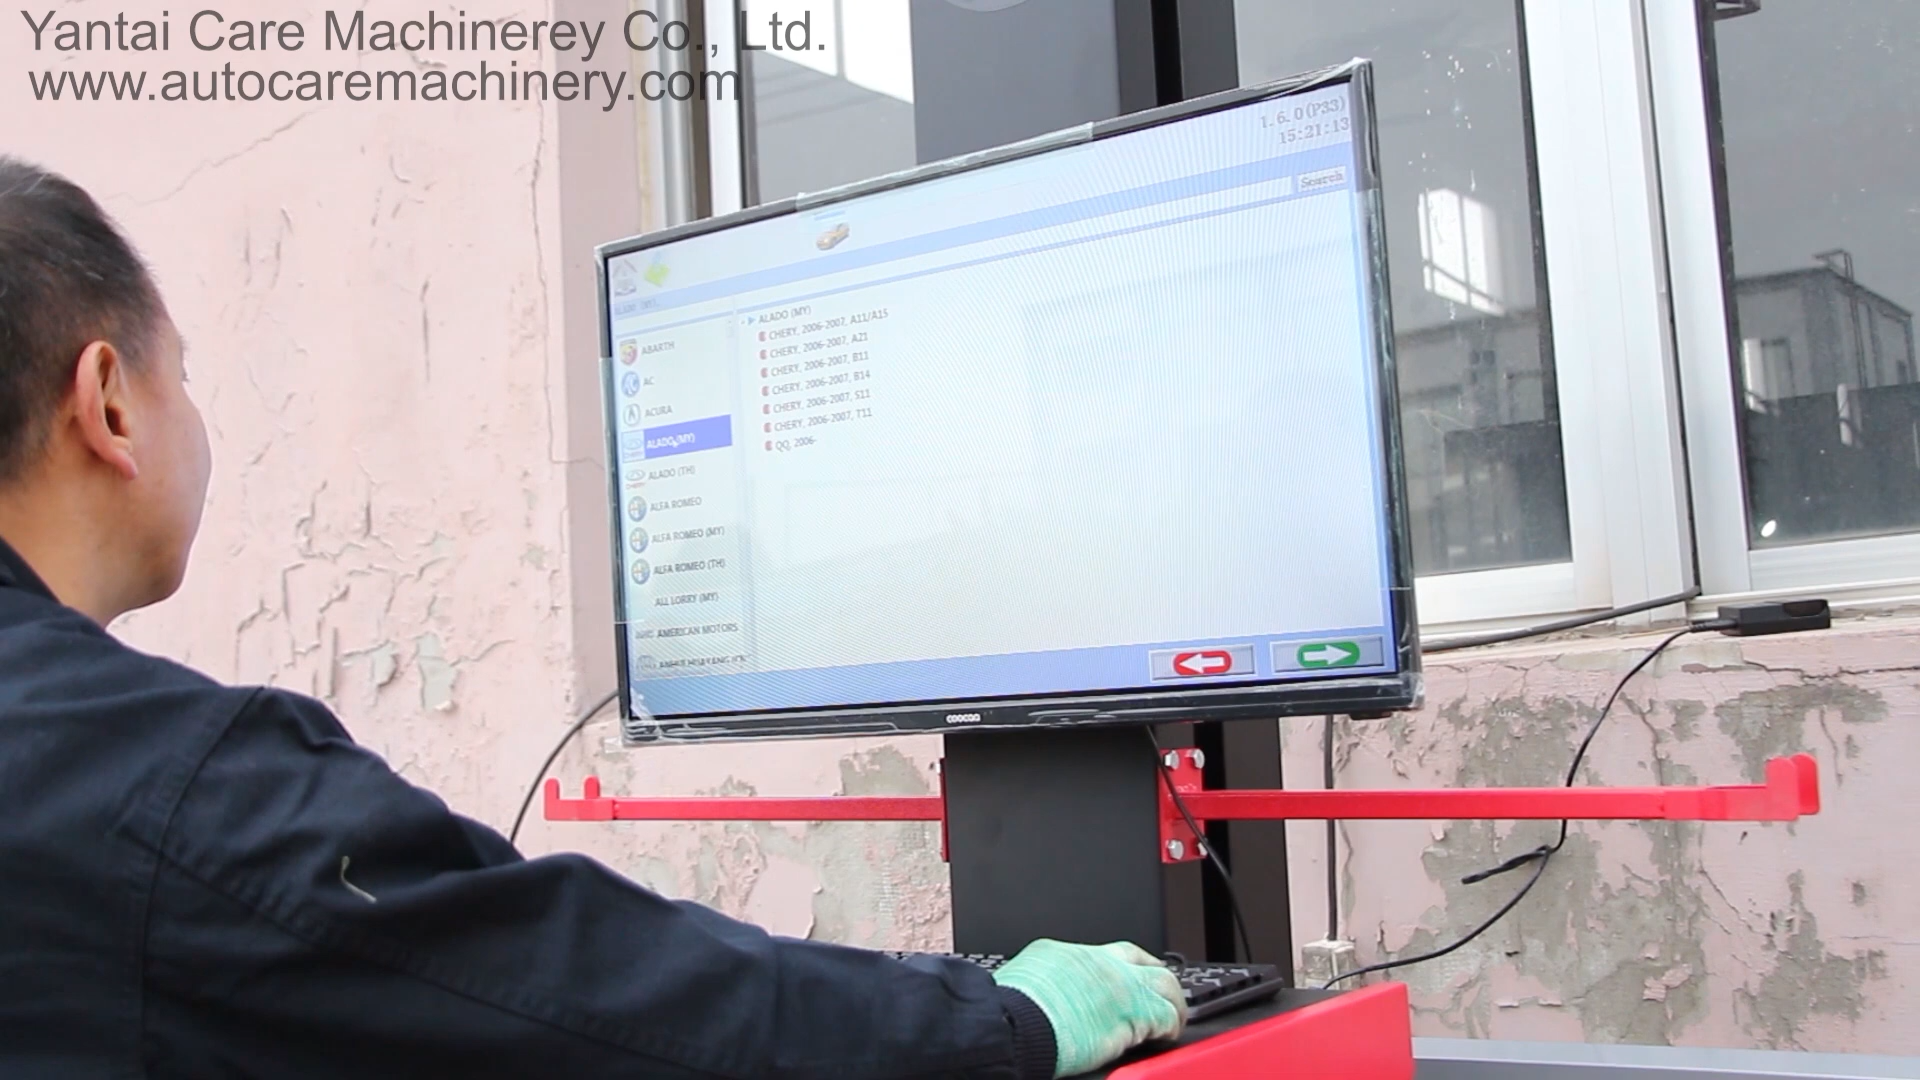 Yantai Care Machinerey Co., Ltd.
www.autocaremachinery.com
1.6.0(P33)
15:21:13
Search
ALADO (MY)
CHERY, 2006-2007, A11/A15
CHERY, 2006-2007, A21
CHERY, 2006-2007, B11
CHERY, 2006-2007, B14
CHERY, 2006-2007, S11
CHERY, 2006-2007, T11
QQ, 2006-
ABARTH
AC
ACURA
ALADO (MY)
ALADO (TH)
ALFA ROMEO
ALFA ROMEO (MY)
ALFA ROMEO (TH)
ALL LORRY (MY)
AMERICAN MOTORS
coocaa